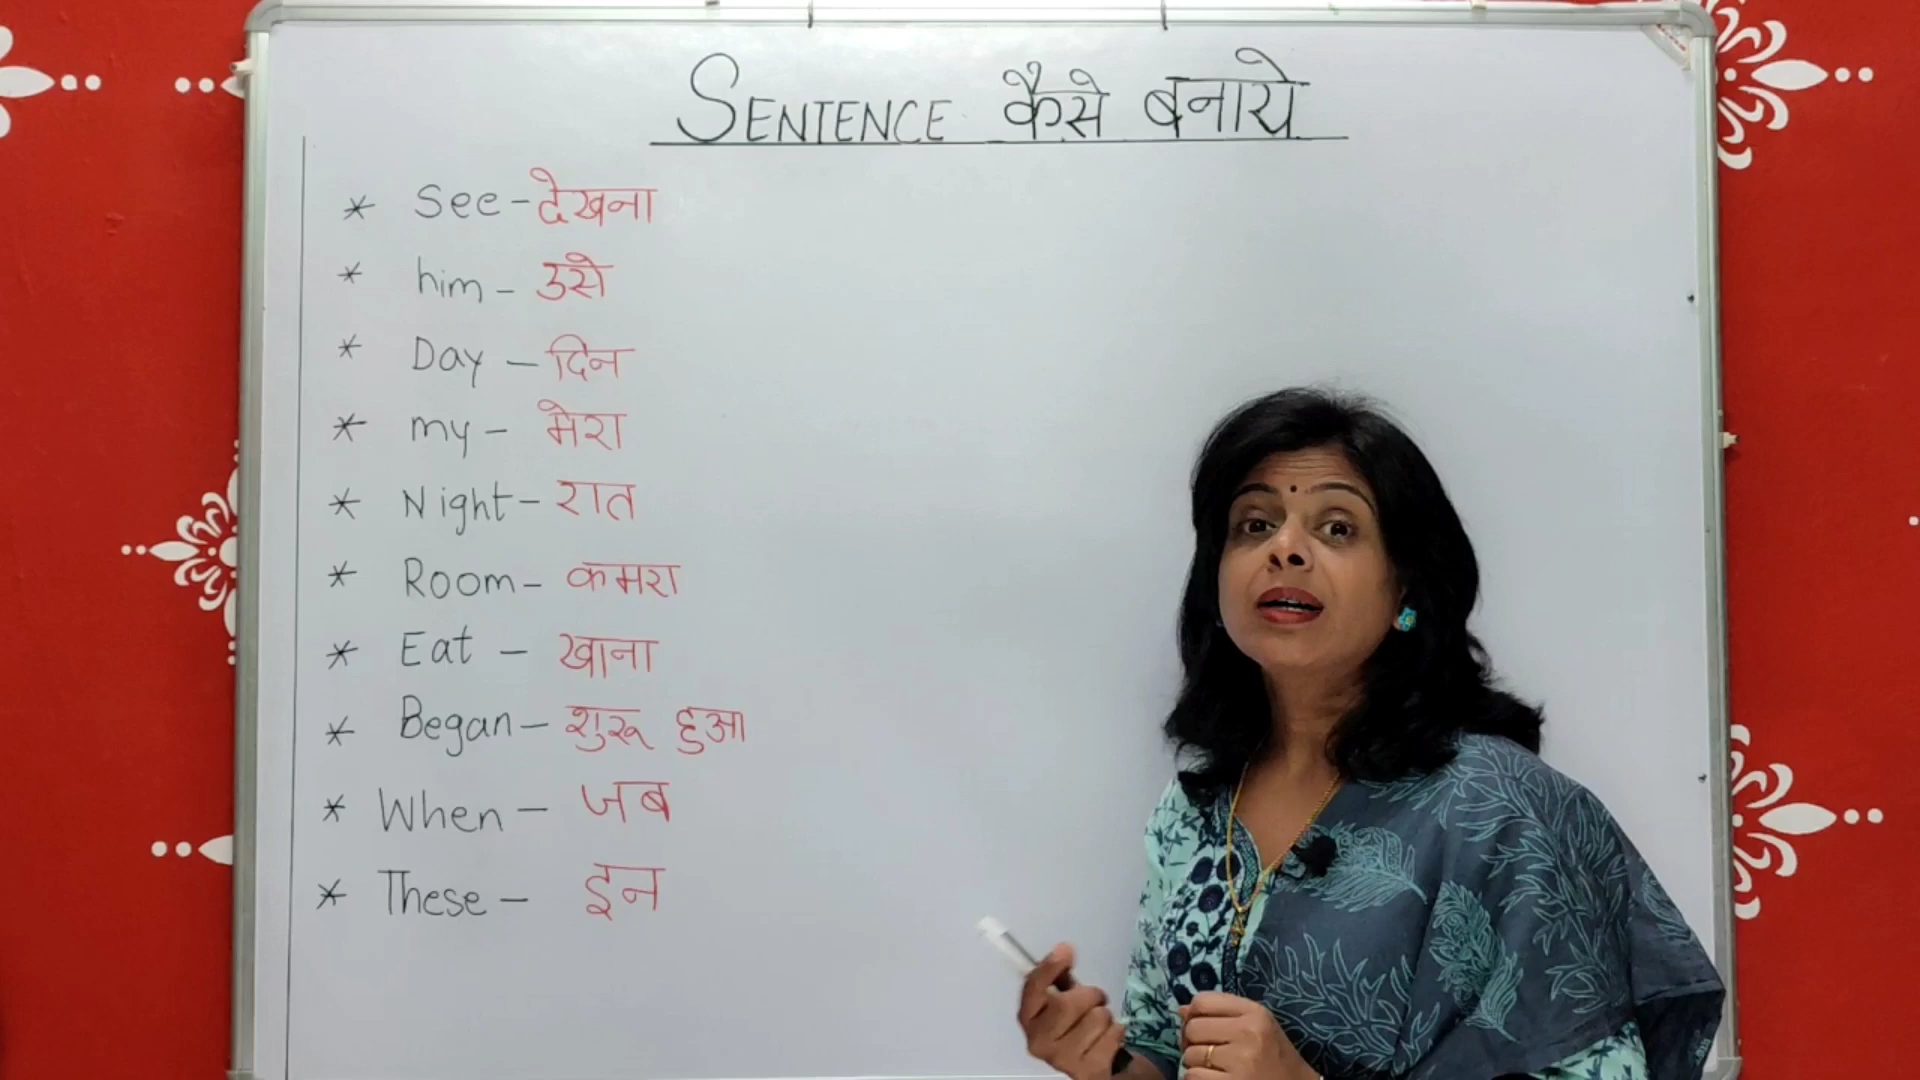 SENTENCE कैसे बनाये
* See - देखना
* him - उसे
* Day - दिन
* my - मेरा
* Night - रात
* Room - कमरा
* Eat - खाना
* Began - शुरू हुआ
* When - जब
* These - इन